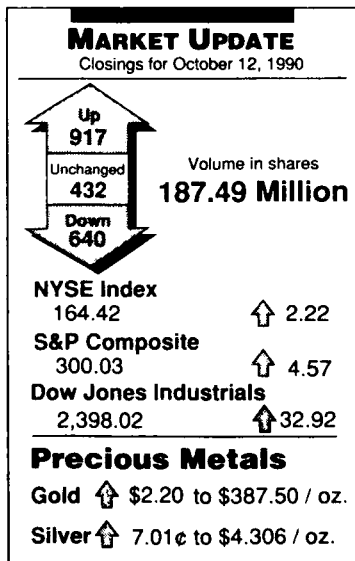 MARKET UPDATE
Closings for October 12, 1990
Up
917
Unchanged
432
Down
640
Volume in shares
187.49 Million
NYSE Index
164.42 2.22
S&P Composite
300.03 4.57
Dow Jones Industrials
2,398.02 32.92
Precious Metals
Gold $2.20 to $387.50 / oz.
Silver 7.01¢ to $4.306 / oz.